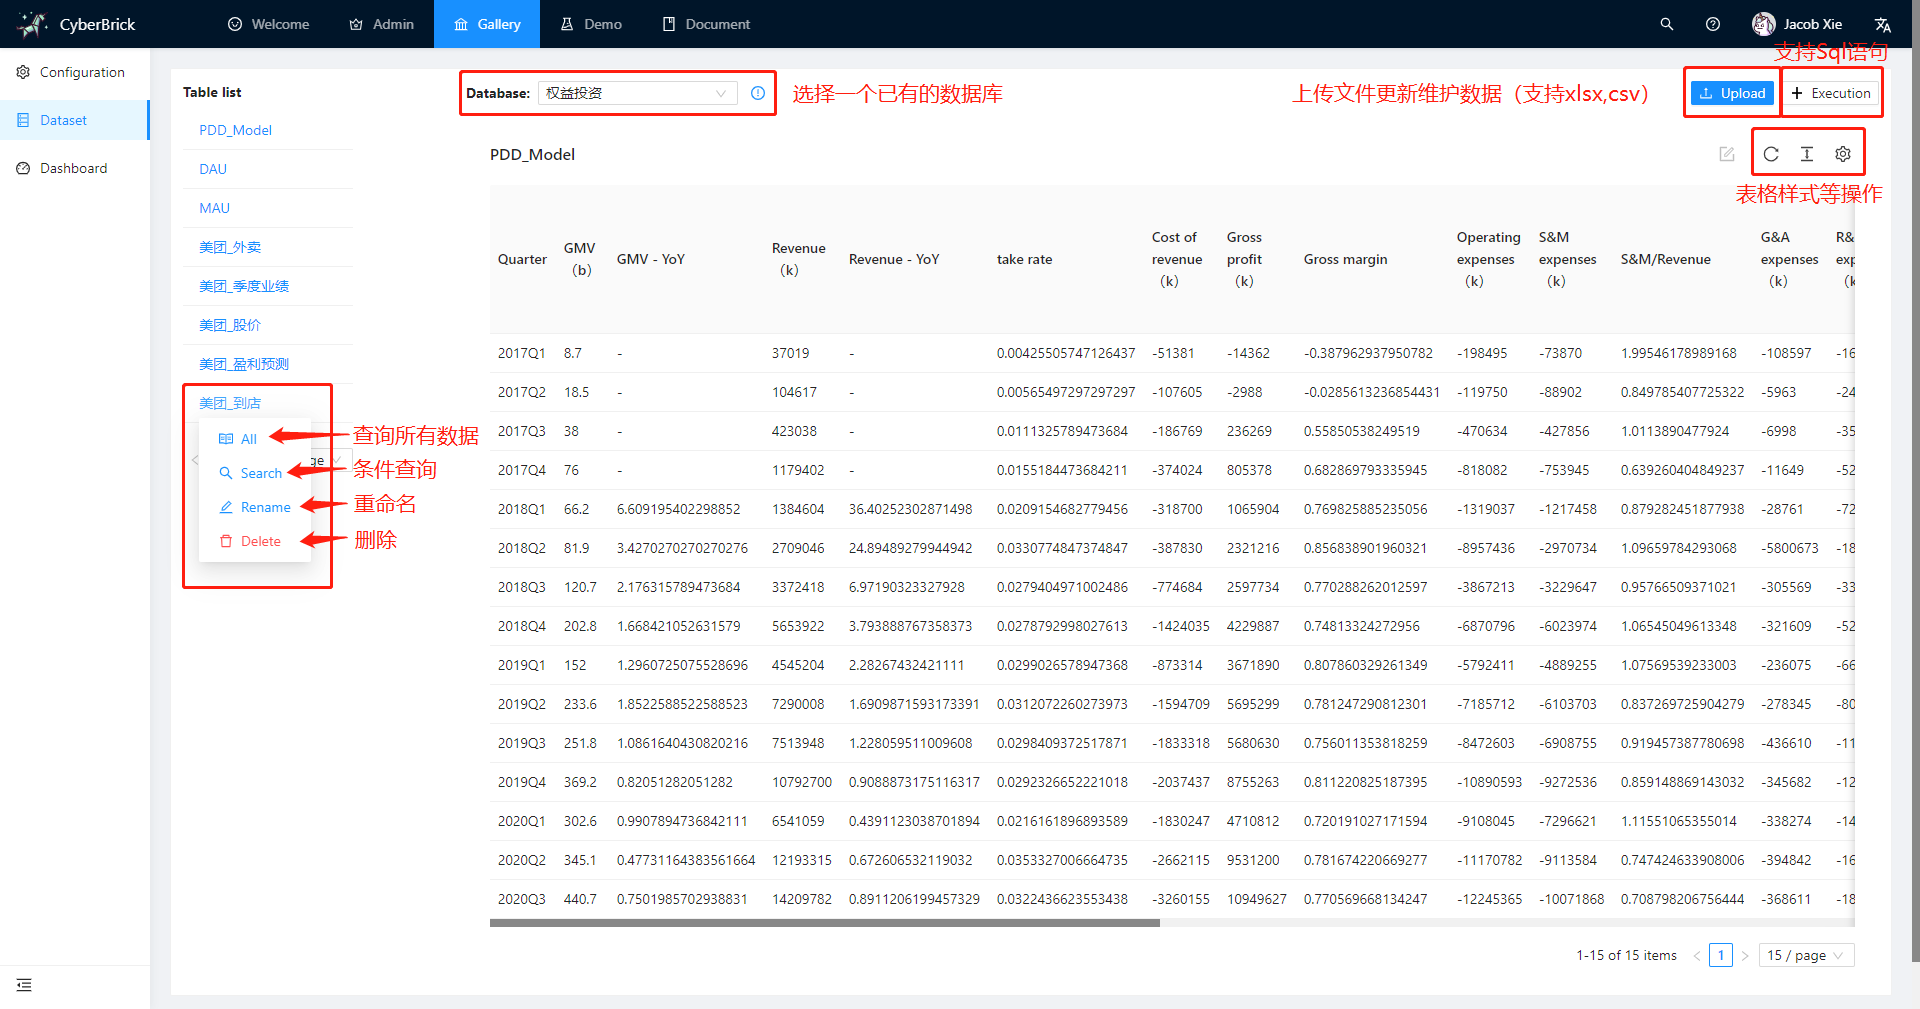 CyberBrick Welcome Admin Gallery Demo Document Jacob Xie
支持Sql语句
Configuration
Dataset
Dashboard
Table list
PDD_Model
DAU
MAU
美团_外卖
美团_季度业绩
美团_股价
美团_盈利预测
美团_到店
All
Search
Rename
Delete
查询所有数据
条件查询
重命名
删除
Database: 权益投资 选择一个已有的数据库 上传文件更新维护数据（支持xlsx,csv） Upload + Execution
PDD_Model
表格样式等操作
Quarter GMV (b) GMV - YoY Revenue (k) Revenue - YoY take rate Cost of revenue (k) Gross profit (k) Gross margin Operating expenses (k) S&M expenses (k) S&M/Revenue G&A expenses (k) R& exp (k
2017Q1 8.7 - 37019 - 0.00425505747126437 -51381 -14362 -0.387962937950782 -198495 -73870 1.99546178989168 -108597 -16
2017Q2 18.5 - 104617 - 0.00565497297297297 -107605 -2988 -0.0285613236854431 -119750 -88902 0.849785407725322 -5963 -24
2017Q3 38 - 423038 - 0.0111325789473684 -186769 236269 0.55850538249519 -470634 -427856 1.0113890477924 -6998 -35
2017Q4 76 - 1179402 - 0.0155184473684211 -374024 805378 0.682869793335945 -818082 -753945 0.639260404849237 -11649 -52
2018Q1 66.2 6.609195402298852 1384604 36.40252302871498 0.0209154682779456 -318700 1065904 0.769825885235056 -1319037 -1217458 0.879282451877938 -28761 -72
2018Q2 81.9 3.4270270270270276 2709046 24.89489279944942 0.0330774847374847 -387830 2321216 0.856838901960321 -8957436 -2970734 1.09659784293068 -5800673 -18
2018Q3 120.7 2.176315789473684 3372418 6.97190323327928 0.0279404971002486 -774684 2597734 0.770288262012597 -3867213 -3229647 0.95766509371021 -305569 -33
2018Q4 202.8 1.668421052631579 5653922 3.793888767358373 0.0278792998027613 -1424035 4229887 0.74813324272956 -6870796 -6023974 1.06545049613348 -321609 -52
2019Q1 152 1.2960725075528696 4545204 2.28267432421111 0.0299026578947368 -873314 3671890 0.807860329261349 -5792411 -4889255 1.07569539233003 -236075 -66
2019Q2 233.6 1.8522588522588523 7290008 1.6909871593173391 0.0312072260273973 -1594709 5695299 0.781247290812301 -7185712 -6103703 0.837269725904279 -278345 -80
2019Q3 251.8 1.0861640430820216 7513948 1.228059511009608 0.0298409372517871 -1833318 5680630 0.756011353818259 -8472603 -6908755 0.919457387780698 -436610 -11
2019Q4 369.2 0.82051282051282 10792700 0.9088873175116317 0.0292326652221018 -2037437 8755263 0.811220825187395 -10890593 -9272536 0.859148869143032 -345682 -12
2020Q1 302.6 0.9907894736842111 6541059 0.4391123038701894 0.0216161896893589 -1830247 4710812 0.720191027171594 -9108045 -7296621 1.11551065355014 -338274 -14
2020Q2 345.1 0.47731164383561664 12193315 0.672606532119032 0.0353327006664735 -2662115 9531200 0.781674220669277 -11170782 -9113584 0.747424633908006 -394842 -16
2020Q3 440.7 0.7501985702938831 14209782 0.8911206199457329 0.0322436623553438 -3260155 10949627 0.770569668134247 -12245365 -10071868 0.708798206756444 -368611 -18
1-15 of 15 items < 1 > 15 / page